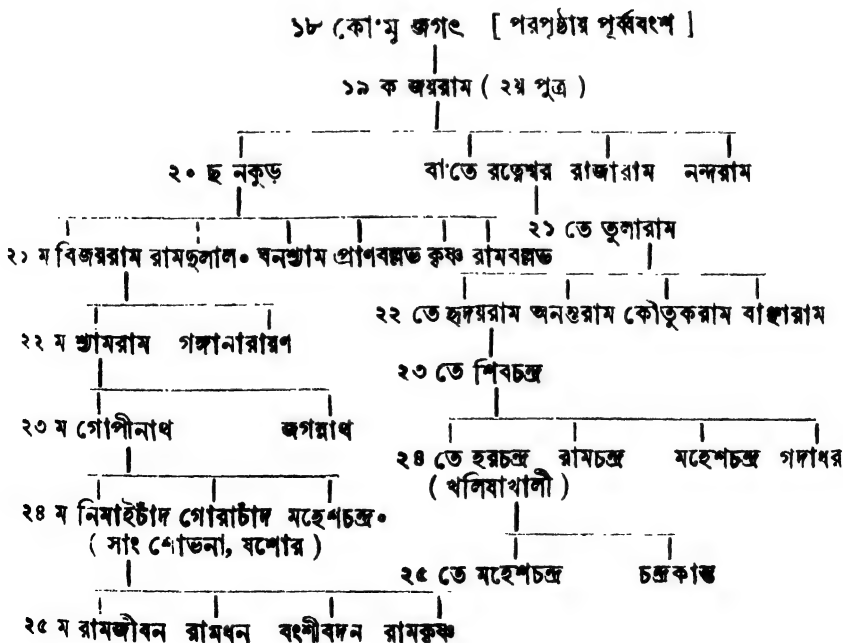 ১৮ কো'মু জগৎ [ পরপৃষ্ঠায় পূর্ব্ববংশ ]
১৯ ক জয়রাম ( ২য় পুত্র )
২০ ছ নকুড় বা'তে রত্নেশ্বর রাজারাম নন্দরাম
২১ তে তুলারাম
২১ ম বিজয়রাম রামদুলাল• ঘনশ্যাম প্রাণবল্লভ কৃষ্ণ রামবল্লভ
২২ তে হৃদয়রাম অনন্তরাম কৌতুকরাম বাঞ্ছারাম
২২ ম শ্যামরাম গঙ্গানারায়ণ
২৩ তে শিবচন্দ্র
২৩ ম গোপীনাথ জগন্নাথ
২৪ তে হরচন্দ্র রামচন্দ্র মহেশচন্দ্র গদাধর
( খলিষাখালী )
২৪ ম নিমাইচাঁদ গোরাচাঁদ মহেশচন্দ্র•
( সাং শোভনা, যশোর )
২৫ তে মহেশচন্দ্র চন্দ্রকান্ত
২৫ ম রামজীবন রামধন বংশীবদন রামকৃষ্ণ